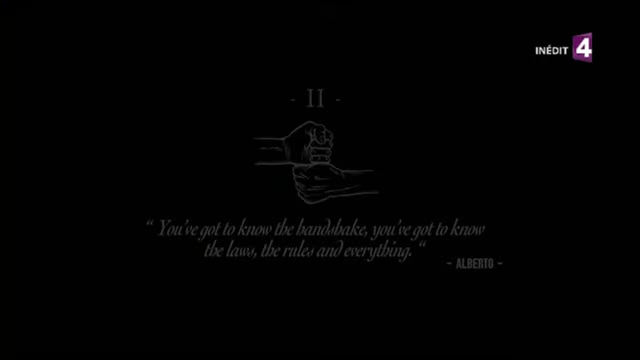 INÉDIT 4
- II -
“ You've got to know the handshake, you've got to know
the laws, the rules and everything. “
- ALBERTO -